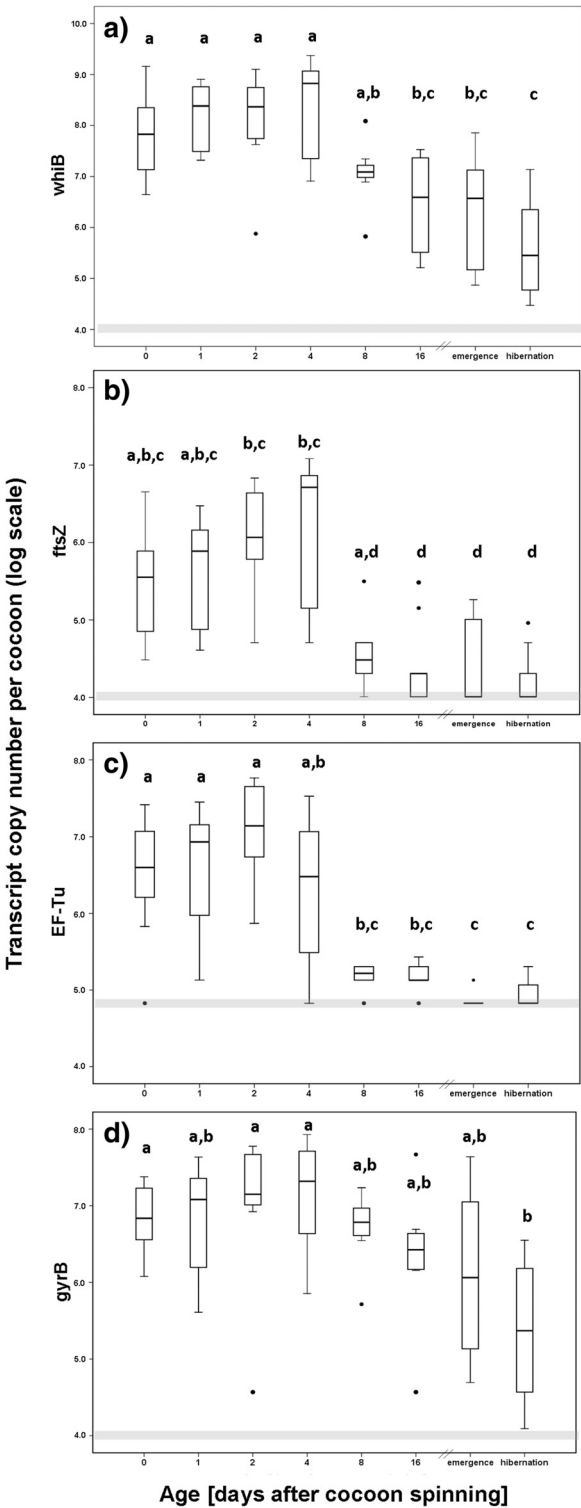 Transcript copy number per cocoon (log scale)
a)
whiB
10.0
9.0
8.0
7.0
6.0
5.0
4.0
a a a a a,b b,c b,c c
0 1 2 4 8 16 // emergence hibernation
b)
ftsZ
8.0
7.0
6.0
5.0
4.0
a,b,c a,b,c b,c b,c a,d d d d
0 1 2 4 8 16 // emergence hibernation
c)
EF-Tu
8.0
7.0
6.0
5.0
4.0
a a a a,b b,c b,c c c
0 1 2 4 8 16 // emergence hibernation
d)
gyrB
8.0
7.0
6.0
5.0
4.0
a a,b a a a,b a,b a,b b
0 1 2 4 8 16 // emergence hibernation
Age [days after cocoon spinning]